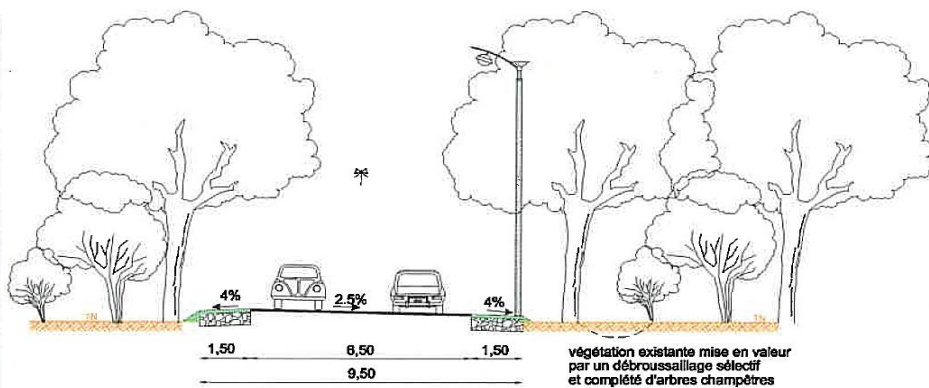 4%
2.5%
4%
TN
TN
1,50
6,50
1,50
9,50
végétation existante mise en valeur
par un débroussaillage sélectif
et complété d'arbres champêtres